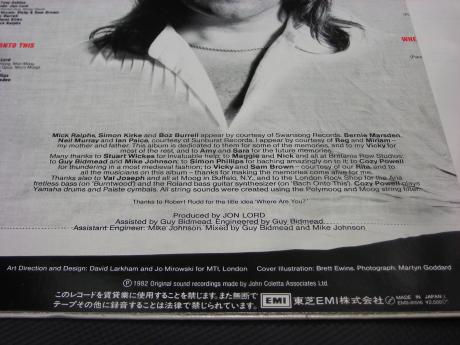 ANTO THIS
WHE
Mick Ralphs, Simon Kirke and Boz Burrell appear by courtesy of Swansong Records, Bernie Marsden,
Neil Murray and Ian Paice, courtesy of Sunburst Records. I appear by courtesy of Reg and Miriam –
my mother and father. This album is dedicated to them for some of the memories, and to my Vicky for
most of the rest, and to Amy and Sara for the future memories.
Many thanks to Stuart Wickes for invaluable help; to Maggie and Nick and all at Britannia Row Studios;
to Guy Bidmead and Mike Johnson; to Simon Phillips for bashing amazingly on to it; to Cozy Powell
for thundering in a most unusual fashion; to Vicky and Sam Brown – courtesy of their mum, Rita, and to
all the musicians on this album – thanks for making the memories come alive for me.
Thanks also to Val Joseph and all at Moog in Buffalo, N.Y., and to the London Rock Shop for the Aria
fretless bass (on 'Burntwood') and the Roland bass guitar synthesizer (on 'Bach Onto This'). Cozy Powell plays
Yamaha drums and Paiste cymbals. All string sounds were created using the Polymoog and Moog string filter.
Thanks to Robert Rudd for the title idea 'Where Are You?'
Produced by JON LORD
Assisted by Guy Bidmead. Engineered by Guy Bidmead.
Assistant Engineer: Mike Johnson. Mixed by Guy Bidmead and Mike Johnson
Art Direction and Design: David Larkham and Jo Mirowski for MTI, London Cover Illustration: Brett Ewins. Photograph: Martyn Goddard
Ⓟ 1982 Original sound recordings made by John Coletta Associates Ltd.
このレコードを賃貸業に使用することを禁じます、また無断で
テープその他に録音することは法律で禁じられています。
EMI 東芝EMI株式会社
MADE IN JAPAN
¥2,500